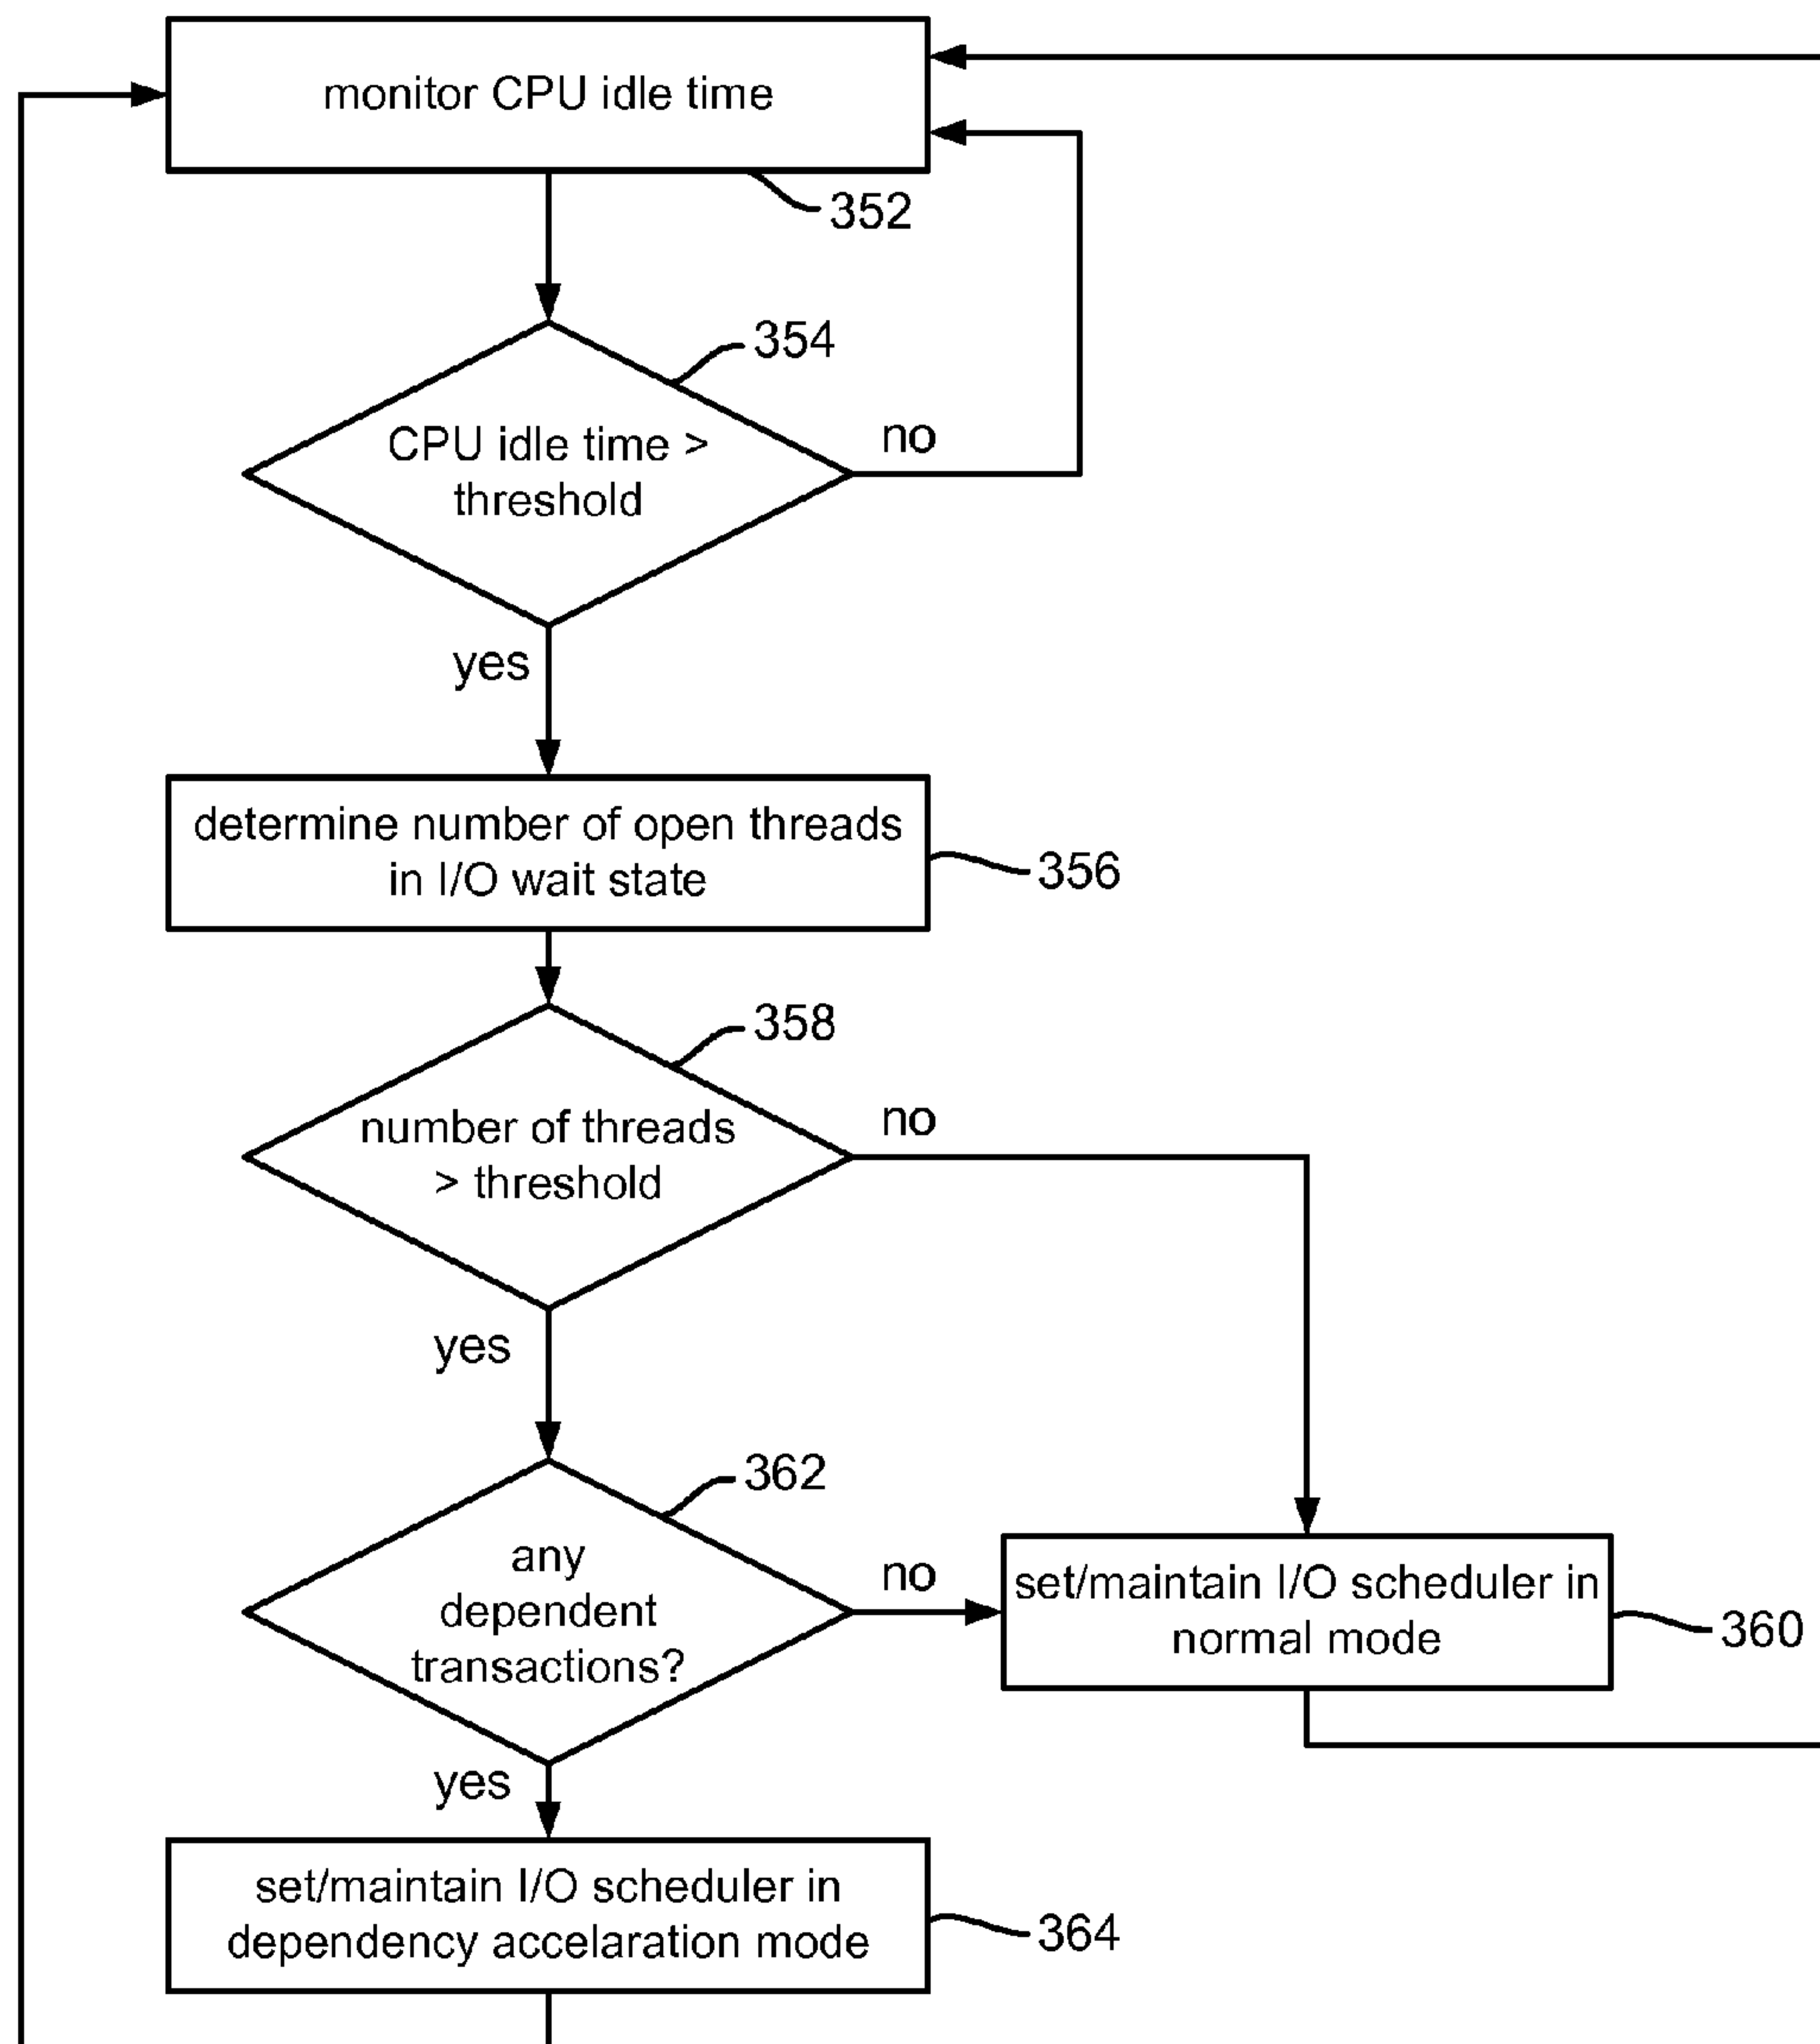 monitor CPU idle time
352
354
CPU idle time >
threshold
no
yes
determine number of open threads
in I/O wait state
356
358
number of threads
> threshold
no
yes
362
any
dependent
transactions?
no
set/maintain I/O scheduler in
normal mode
360
yes
set/maintain I/O scheduler in
dependency accelaration mode
364